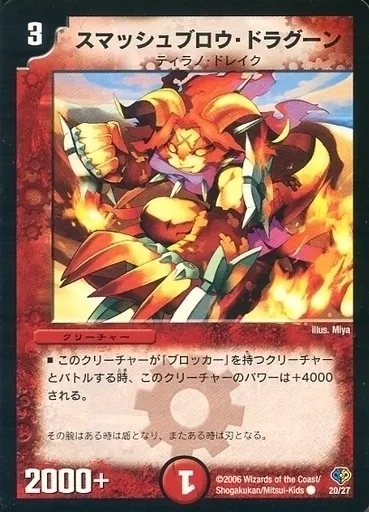 3
スマッシュブロウ・ドラグーン
ティラノ・ドレイク
Illus. Miya
クリーチャー
■ このクリーチャーが「ブロッカー」を持つクリーチャー
とバトルする時、このクリーチャーのパワーは+4000
される。
その腕はある時は盾となり、またある時は刃となる。
2000+
1
©2006 Wizards of the Coast/
Shogakukan/Mitsui-Kids
20/27